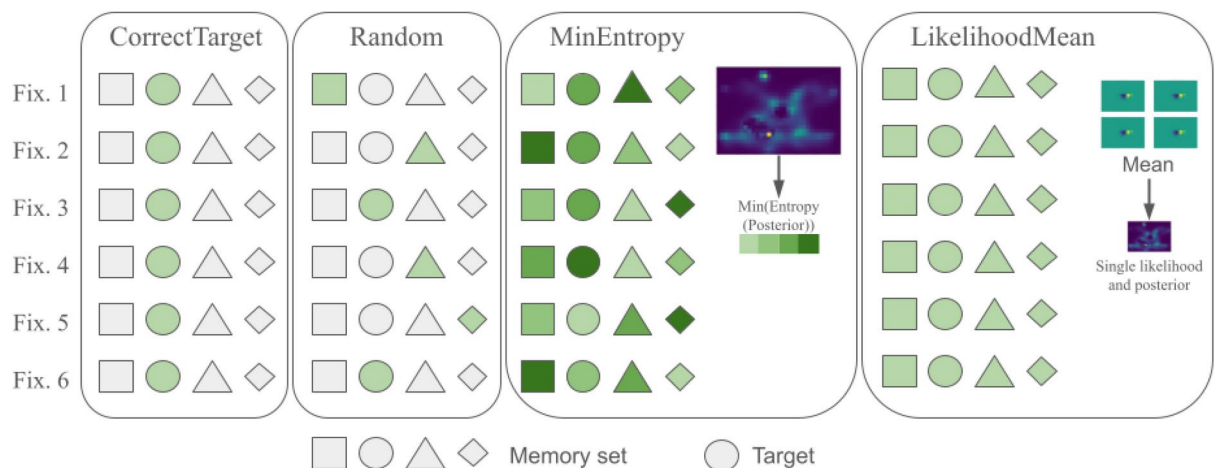 CorrectTarget
Random
MinEntropy
LikelihoodMean
Fix. 1
Fix. 2
Fix. 3
Fix. 4
Fix. 5
Fix. 6
Min(Entropy
(Posterior))
Mean
Single likelihood
and posterior
Memory set
Target